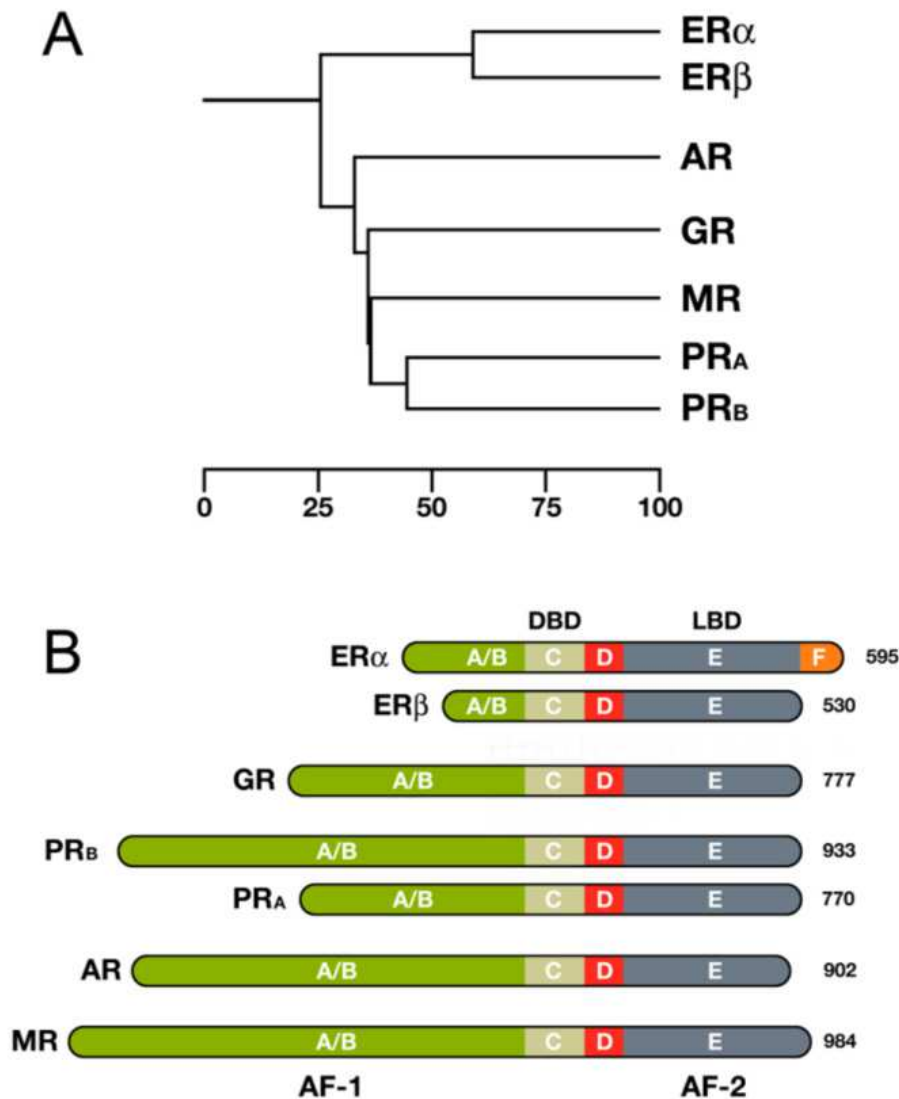 A
ERα
ERβ
AR
GR
MR
PRA
PRB
0 25 50 75 100
B
DBD LBD
ERα A/B C D E F 595
ERβ A/B C D E 530
GR A/B C D E 777
PRB A/B C D E 933
PRA A/B C D E 770
AR A/B C D E 902
MR A/B C D E 984
AF-1 AF-2